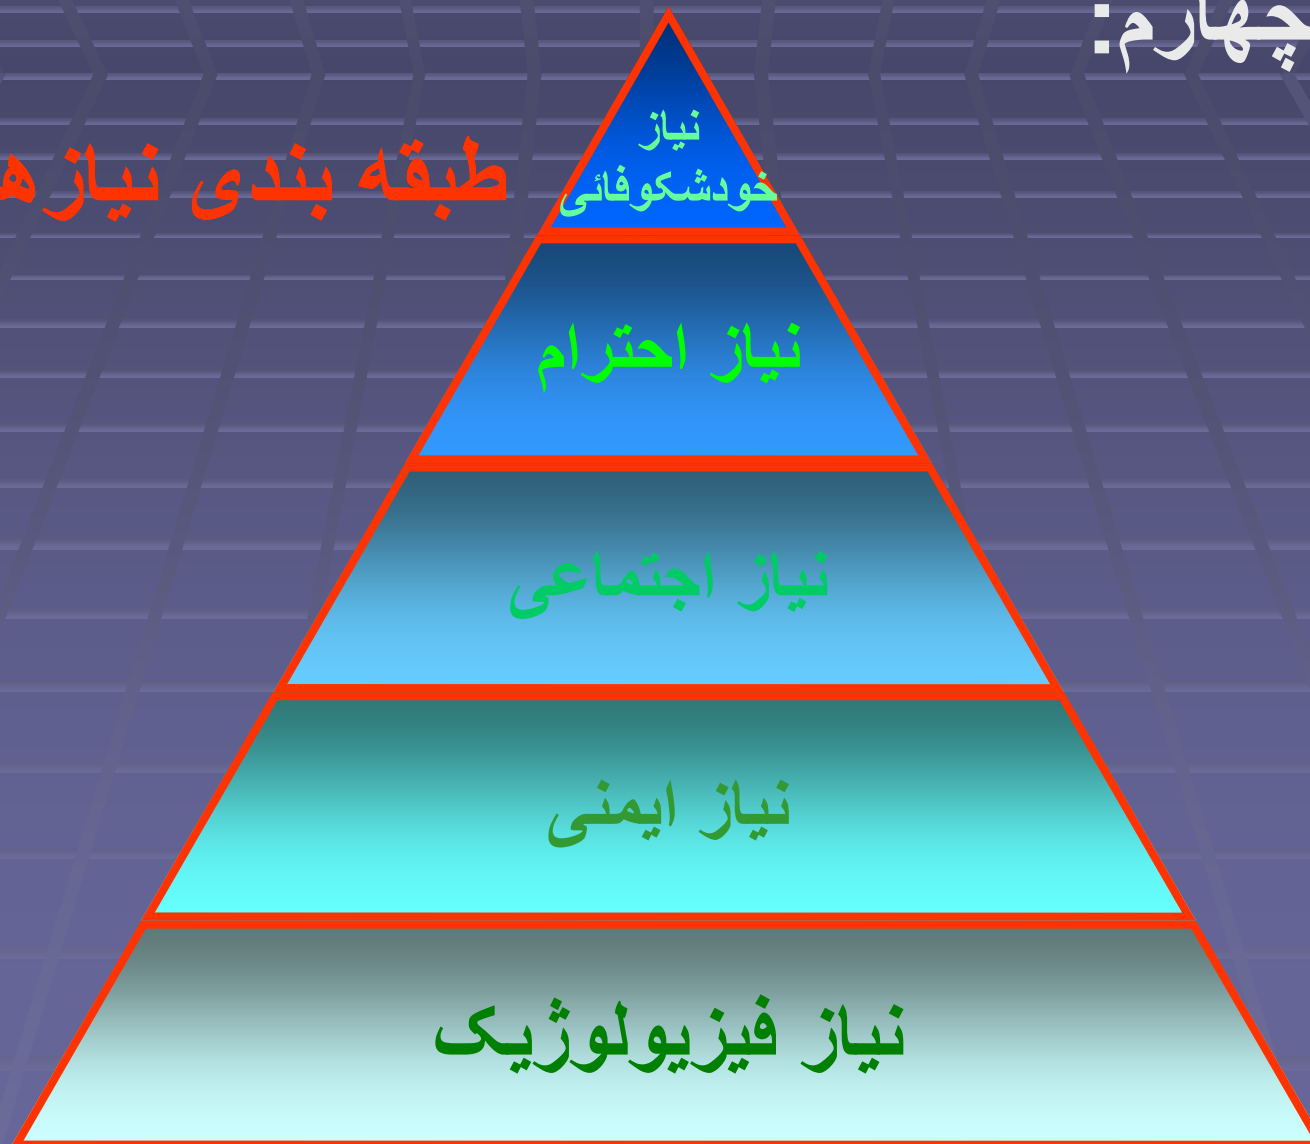 چهارم:
طبقه بندی نیازه
نیاز
خودشکوفائی
نیاز احترام
نیاز اجتماعی
نیاز ایمنی
نیاز فیزیولوژیک